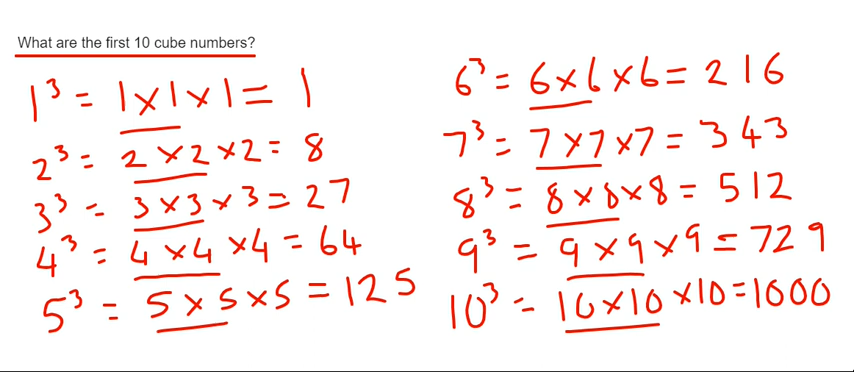 What are the first 10 cube numbers?
1³ = 1×1×1 = 1
2³ = 2×2×2 = 8
3³ = 3×3×3 = 27
4³ = 4×4×4 = 64
5³ = 5×5×5 = 125
6³ = 6×6×6 = 216
7³ = 7×7×7 = 343
8³ = 8×8×8 = 512
9³ = 9×9×9 = 729
10³ = 10×10×10 = 1000